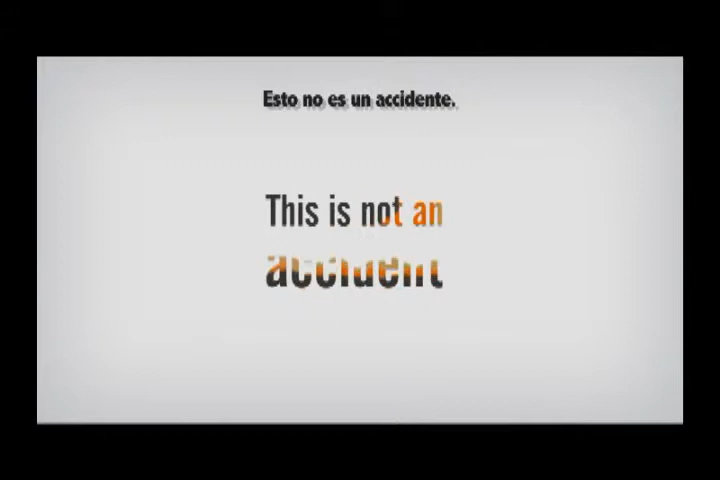 Esto no es un accidente.
This is not an
accident